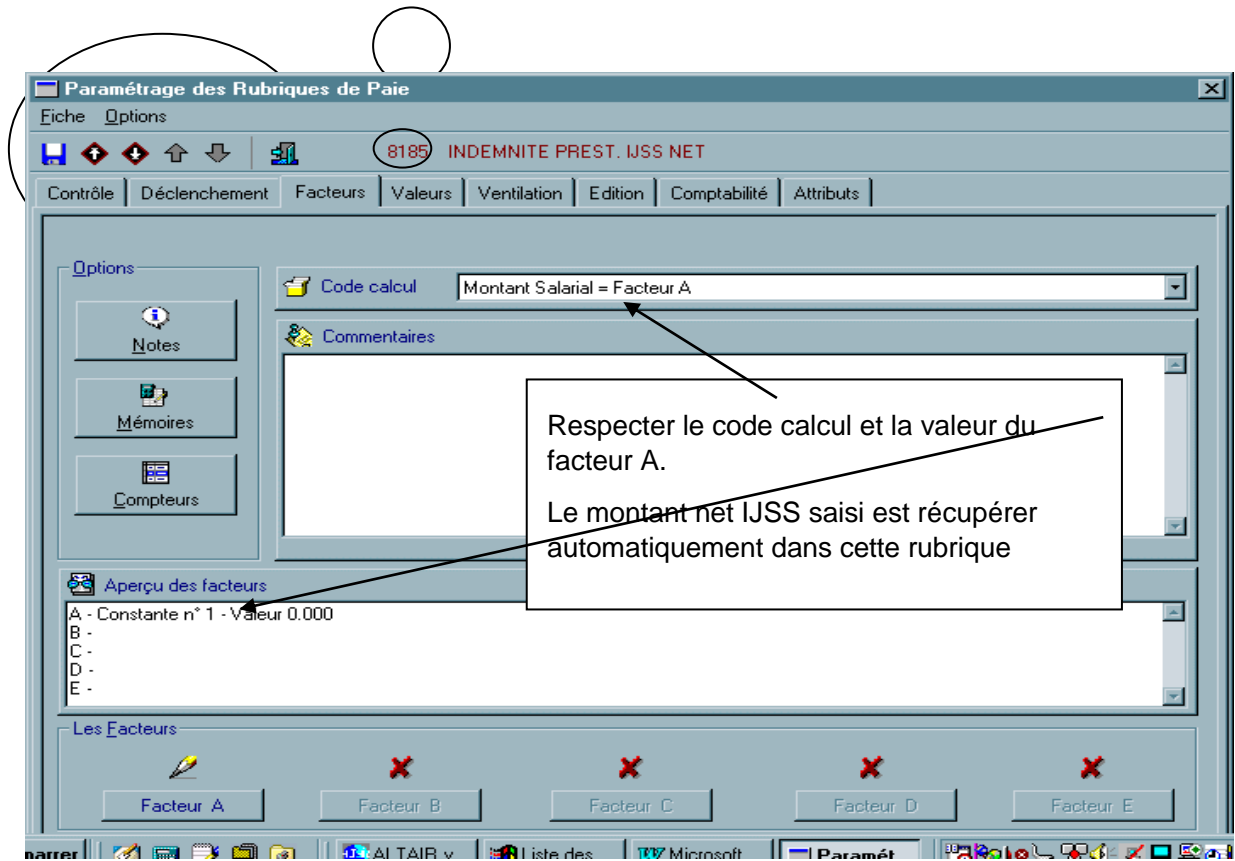 Paramétrage des Rubriques de Paie
Fiche Options
8185 INDEMNITE PREST. IJSS NET
Contrôle Déclenchement Facteurs Valeurs Ventilation Edition Comptabilité Attributs
Options
Notes
Mémoires
Compteurs
Code calcul Montant Salarial = Facteur A
Commentaires
Respecter le code calcul et la valeur du
facteur A.
Le montant net IJSS saisi est récupérer
automatiquement dans cette rubrique
Aperçu des facteurs
A - Constante n° 1 - Valeur 0.000
B -
C -
D -
E -
Les Facteurs
Facteur A Facteur B Facteur C Facteur D Facteur E
marrer ALTAIR v Liste des Microsoft Paramét